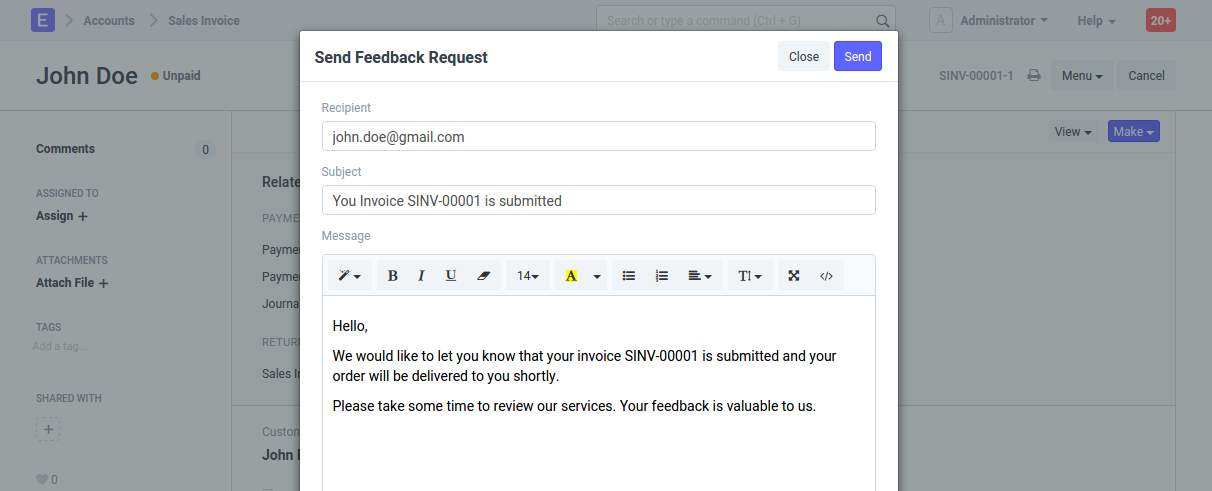 E Accounts Sales Invoice Search or type a command (Ctrl + G) A Administrator Help 20+
John Doe Unpaid SINV-00001-1 Menu Cancel
Send Feedback Request Close Send
Comments 0
View Make
ASSIGNED TO
Assign +
ATTACHMENTS
Attach File +
TAGS
Add a tag...
SHARED WITH
+
0
Recipient
john.doe@gmail.com
Subject
You Invoice SINV-00001 is submitted
Message
B I U 14 A T! </>
Hello,
We would like to let you know that your invoice SINV-00001 is submitted and your
order will be delivered to you shortly.
Please take some time to review our services. Your feedback is valuable to us.
Relate
PAYME
Payme
Payme
Journa
RETUR
Sales I
Custon
John